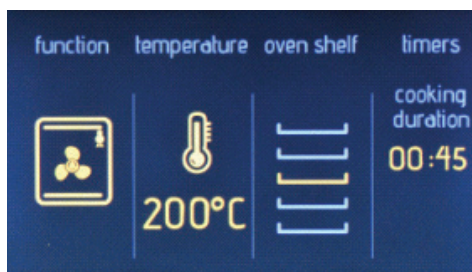 function temperature oven shelf timers
cooking
duration
00:45
200°C